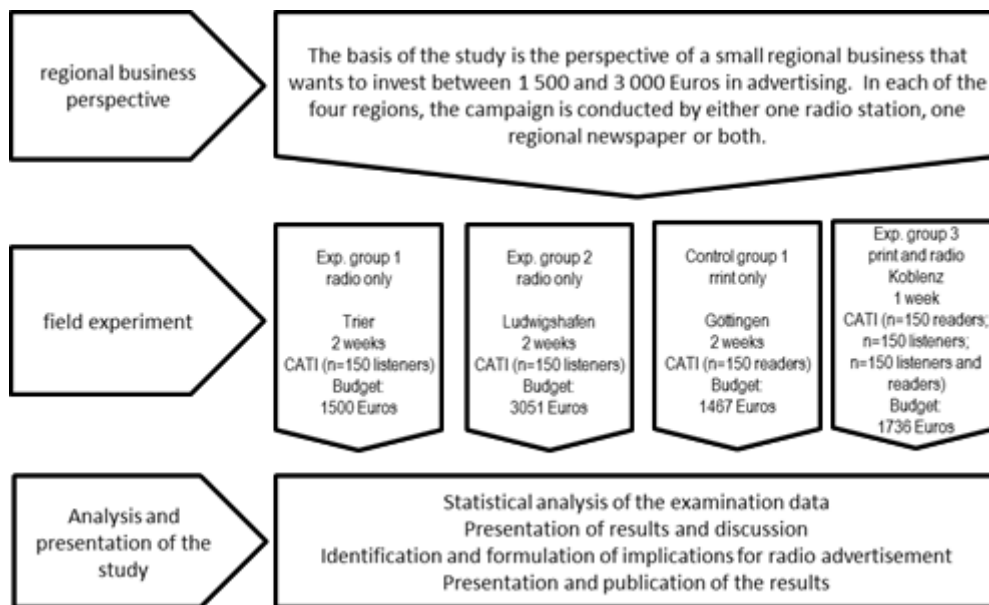 regional business
perspective
The basis of the study is the perspective of a small regional business that
wants to invest between 1 500 and 3 000 Euros in advertising. In each of the
four regions, the campaign is conducted by either one radio station, one
regional newspaper or both.
field experiment
Exp. group 1
radio only
Trier
2 weeks
CATI (n=150 listeners)
Budget:
1500 Euros
Exp. group 2
radio only
Ludwigshafen
2 weeks
CATI (n=150 listeners)
Budget:
3051 Euros
Control group 1
rrint only
Göttingen
2 weeks
CATI (n=150 readers)
Budget:
1467 Euros
Exp. group 3
print and radio
Koblenz
1 week
CATI (n=150 readers;
n=150 listeners;
n=150 listeners and
readers)
Budget:
1736 Euros
Analysis and
presentation of the
study
Statistical analysis of the examination data
Presentation of results and discussion
Identification and formulation of implications for radio advertisement
Presentation and publication of the results